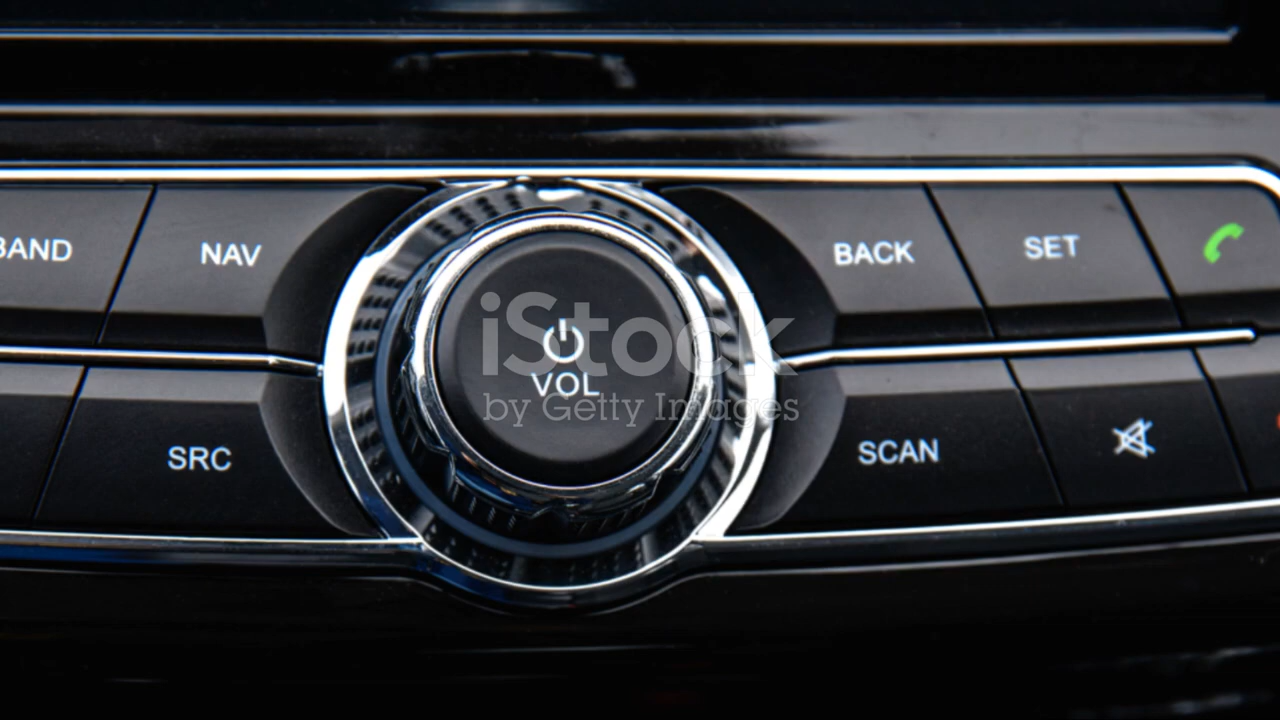 BAND
NAV
BACK
SET
VOL
SRC
SCAN
iStock
by Getty Images